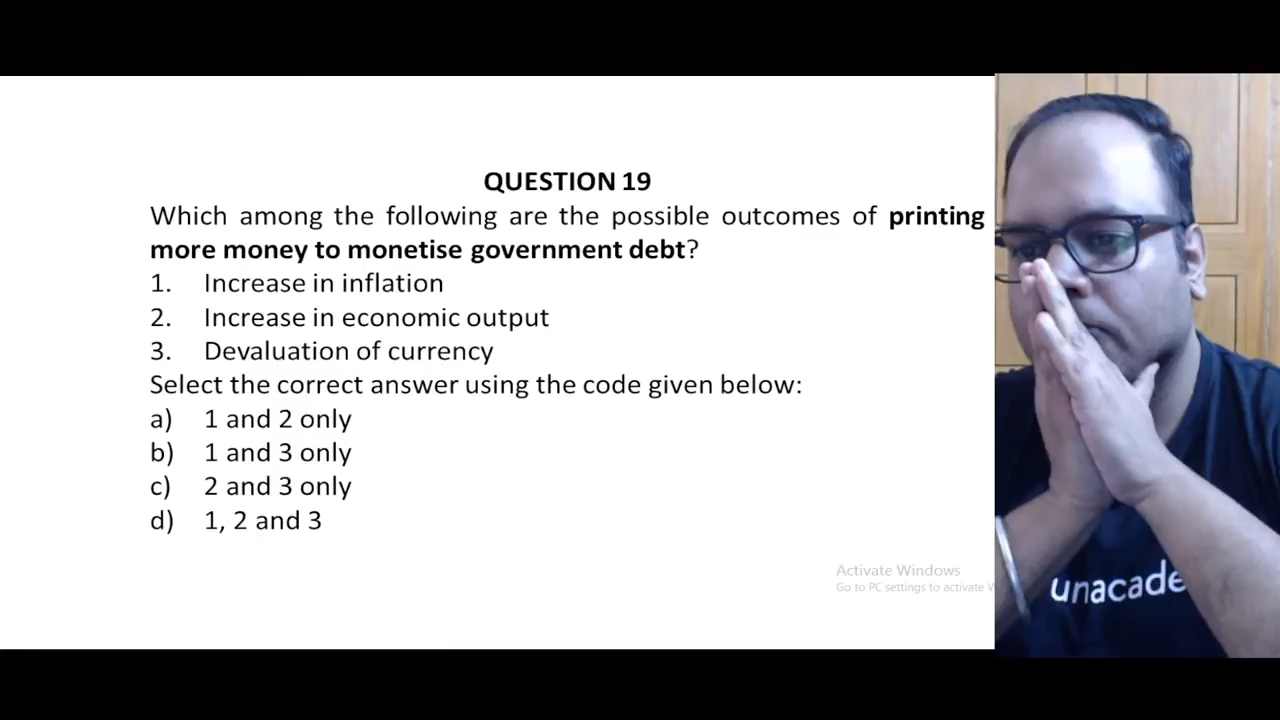 QUESTION 19
Which among the following are the possible outcomes of printing
more money to monetise government debt?
1. Increase in inflation
2. Increase in economic output
3. Devaluation of currency
Select the correct answer using the code given below:
a) 1 and 2 only
b) 1 and 3 only
c) 2 and 3 only
d) 1, 2 and 3
Activate Windows
Go to PC settings to activate W
unacade